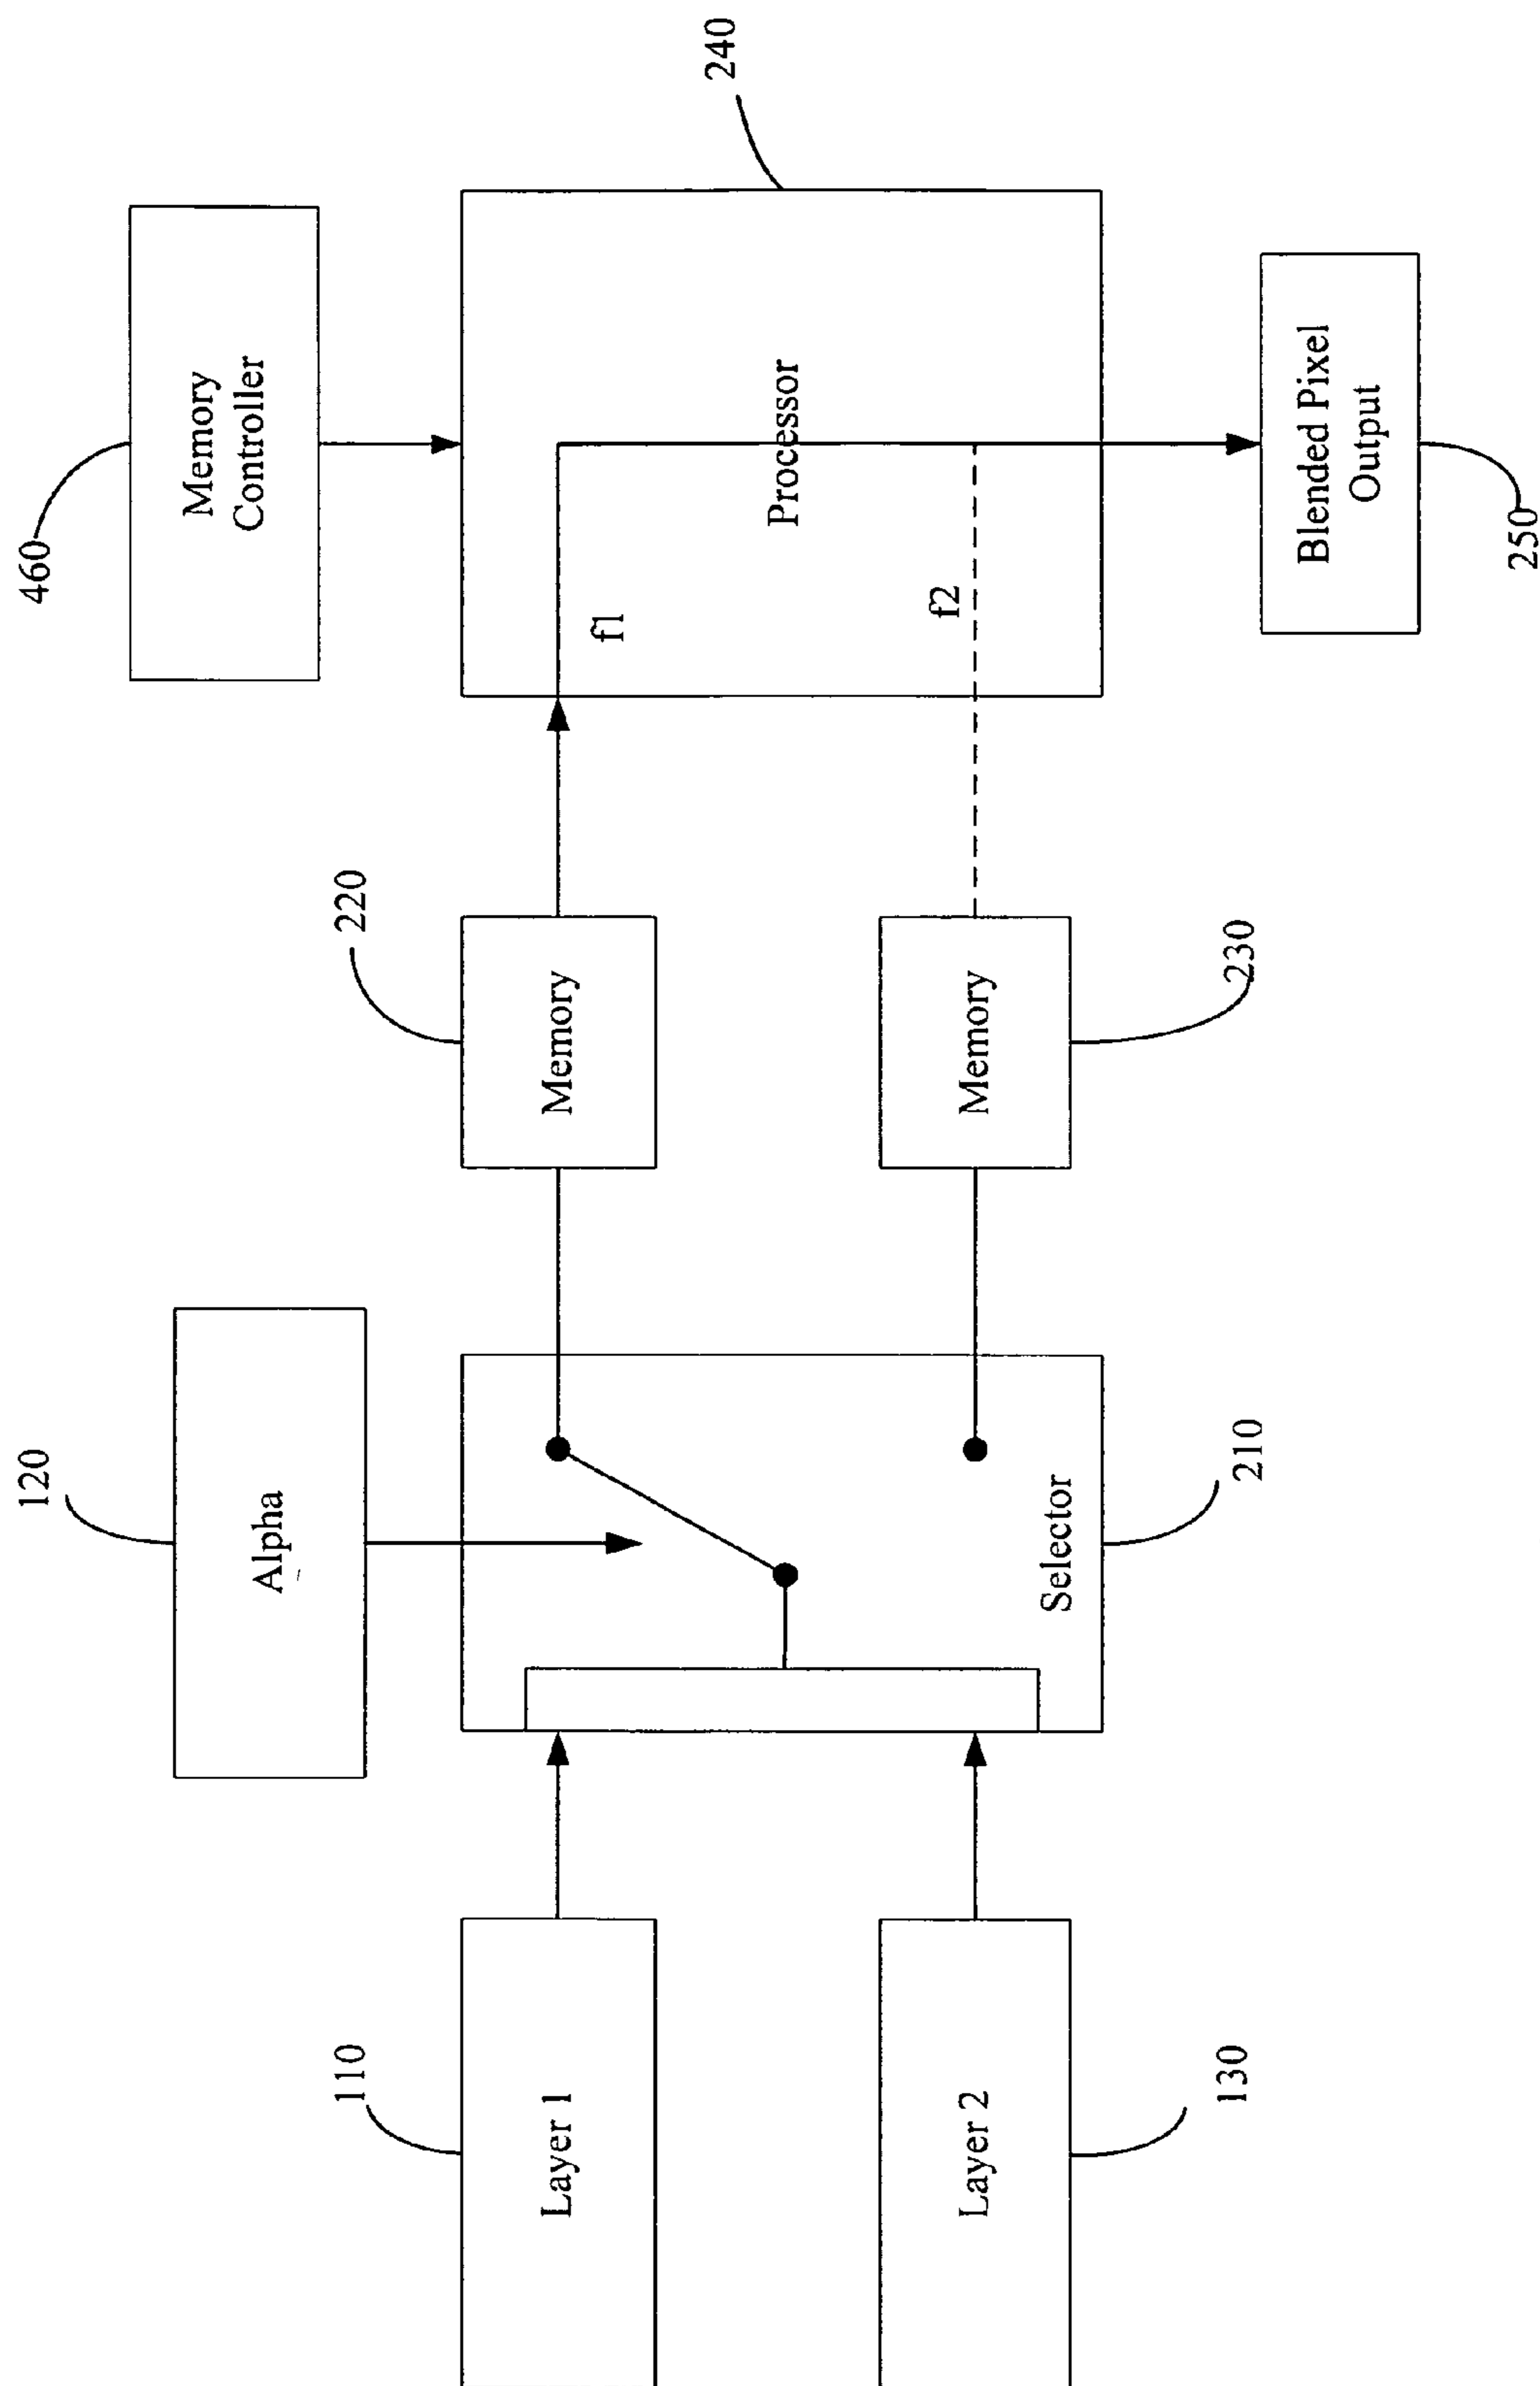 460
Memory
Controller
240
Processor
f1
f2
Blended Pixel
Output
250
220
Memory
230
Memory
120
Alpha
Selector
210
110
Layer 1
130
Layer 2